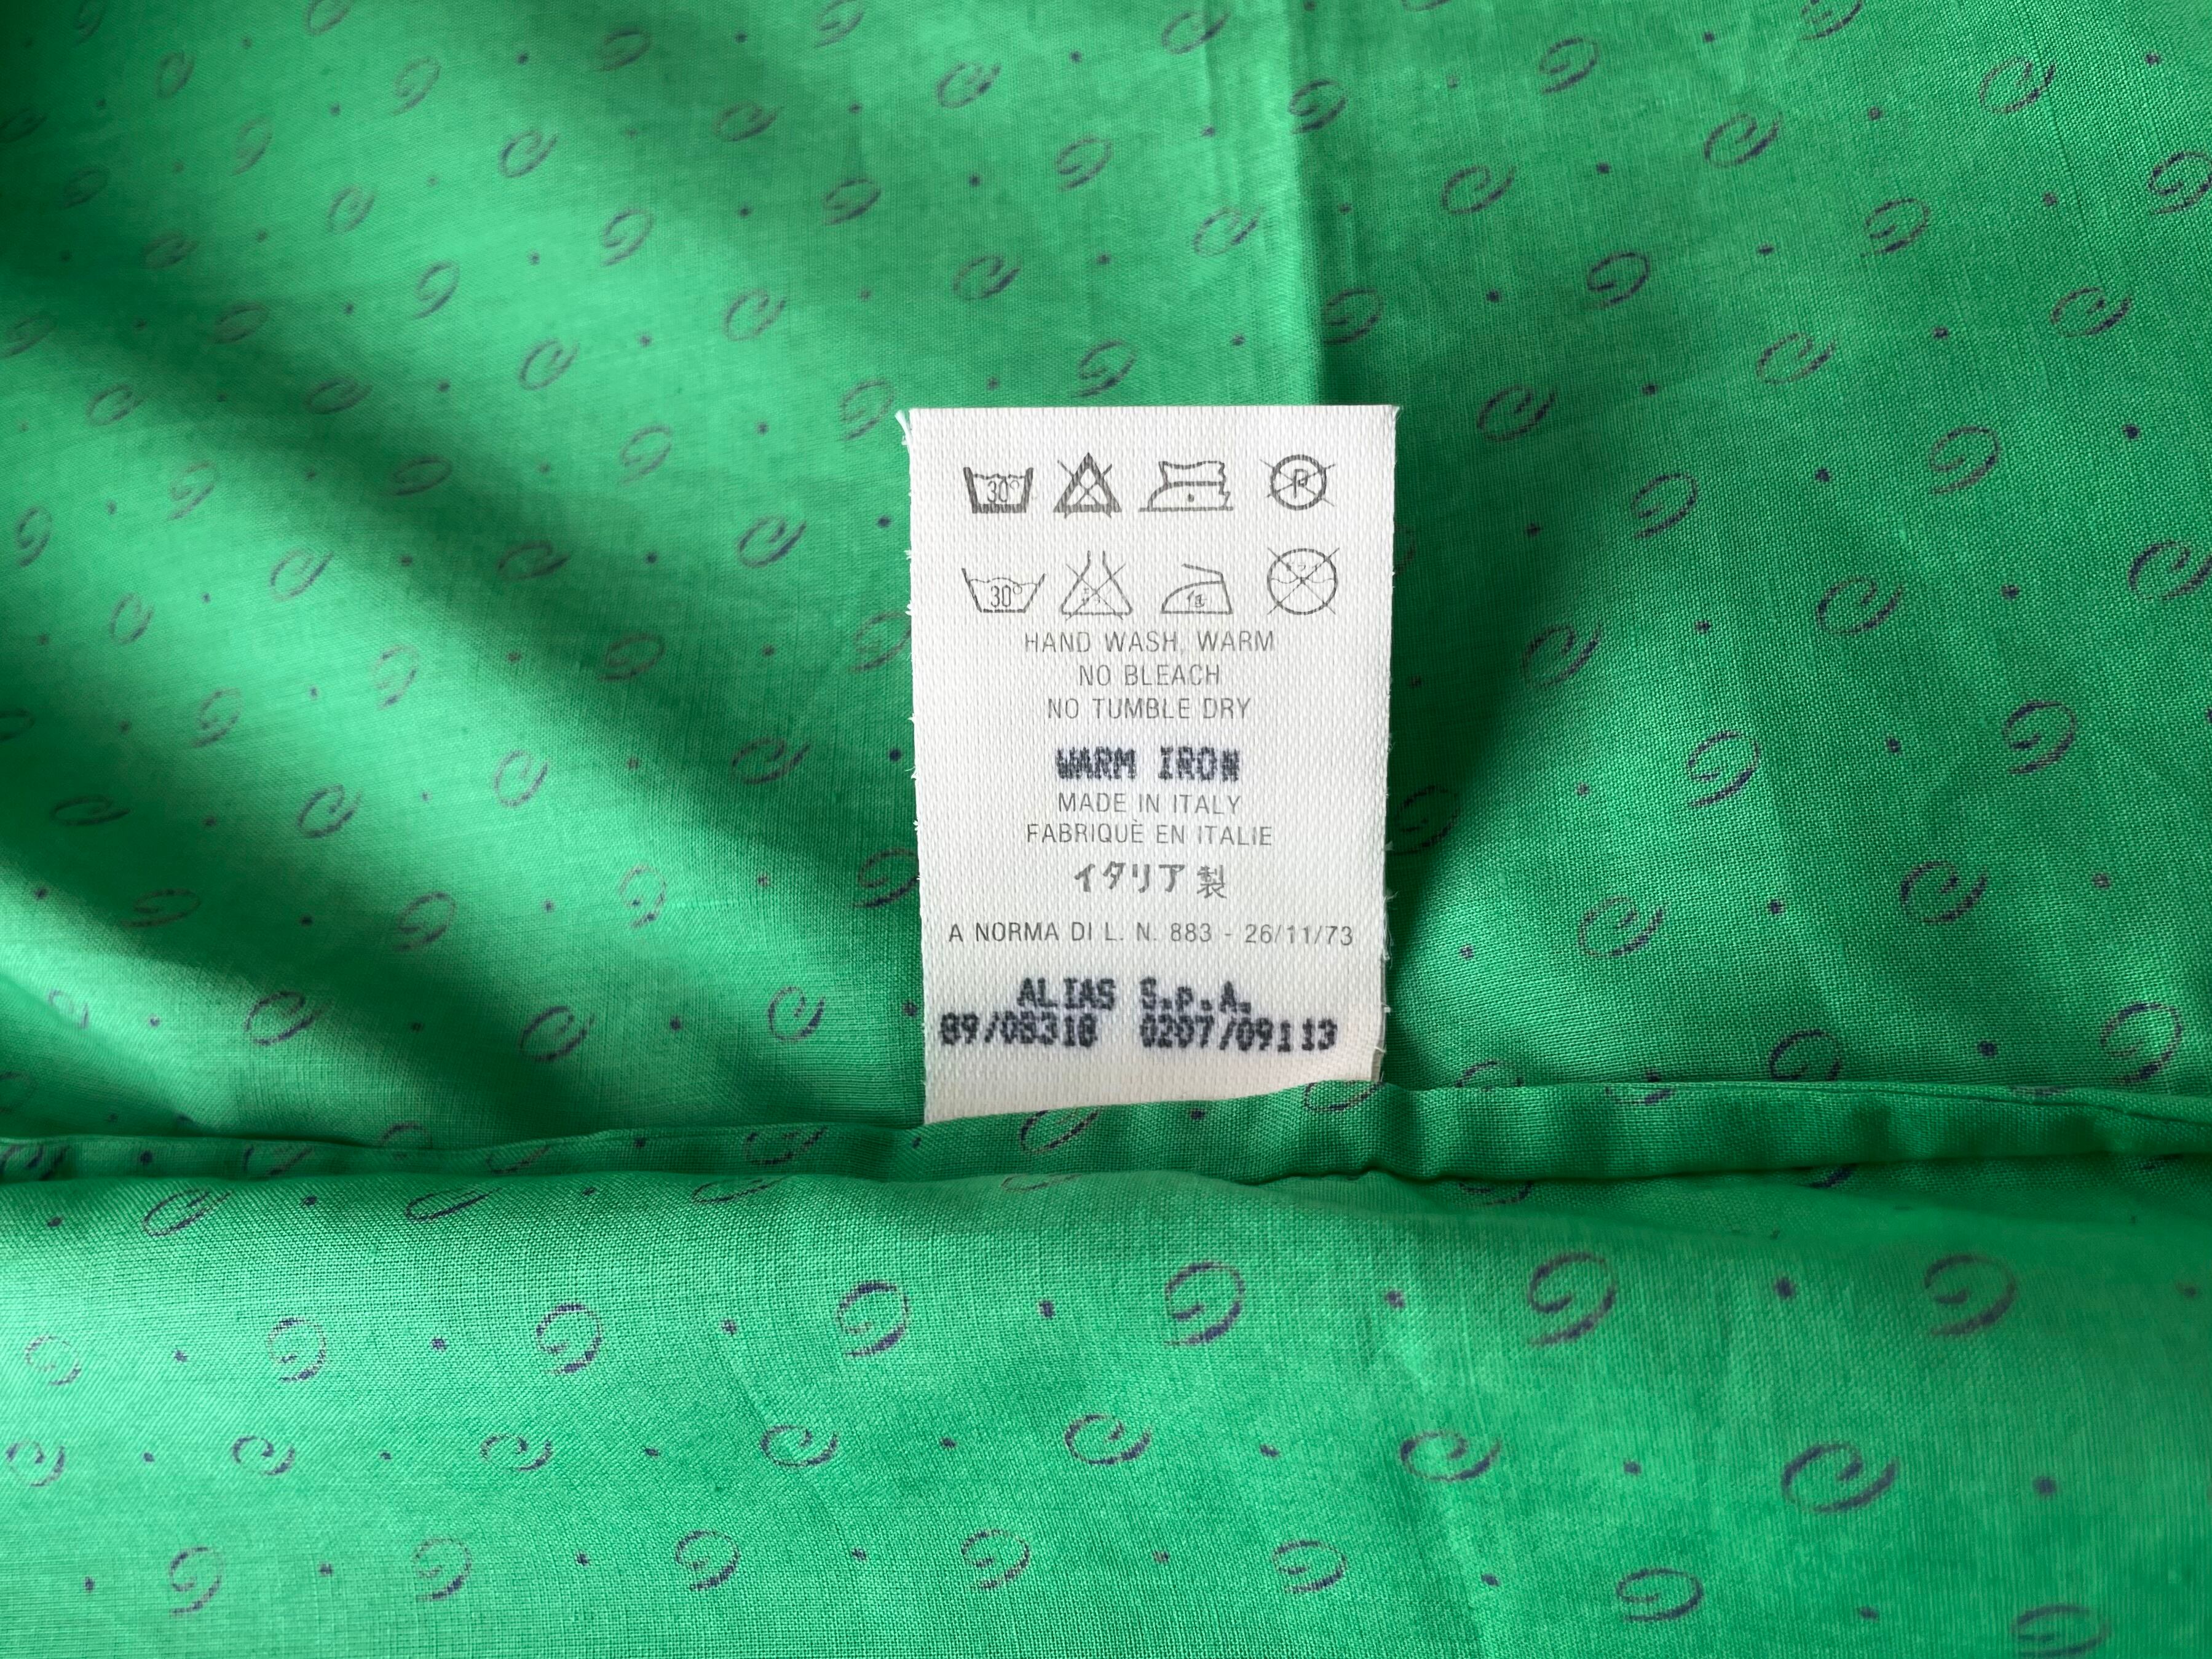 30° P
30° 低
HAND WASH, WARM
NO BLEACH
NO TUMBLE DRY
WARM IRON
MADE IN ITALY
FABRIQUÈ EN ITALIE
イタリア製
A NORMA DI L. N. 883 - 26/11/73
ALIAS S.p.A.
89/08318 0207/09113